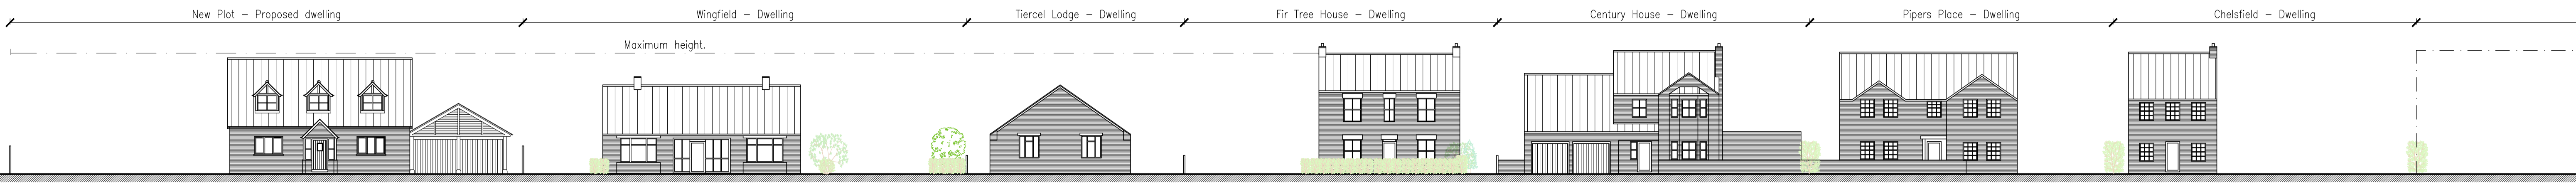 New Plot – Proposed dwelling
Wingfield – Dwelling
Tiercel Lodge – Dwelling
Fir Tree House – Dwelling
Century House – Dwelling
Pipers Place – Dwelling
Chelsfield – Dwelling
Maximum height.